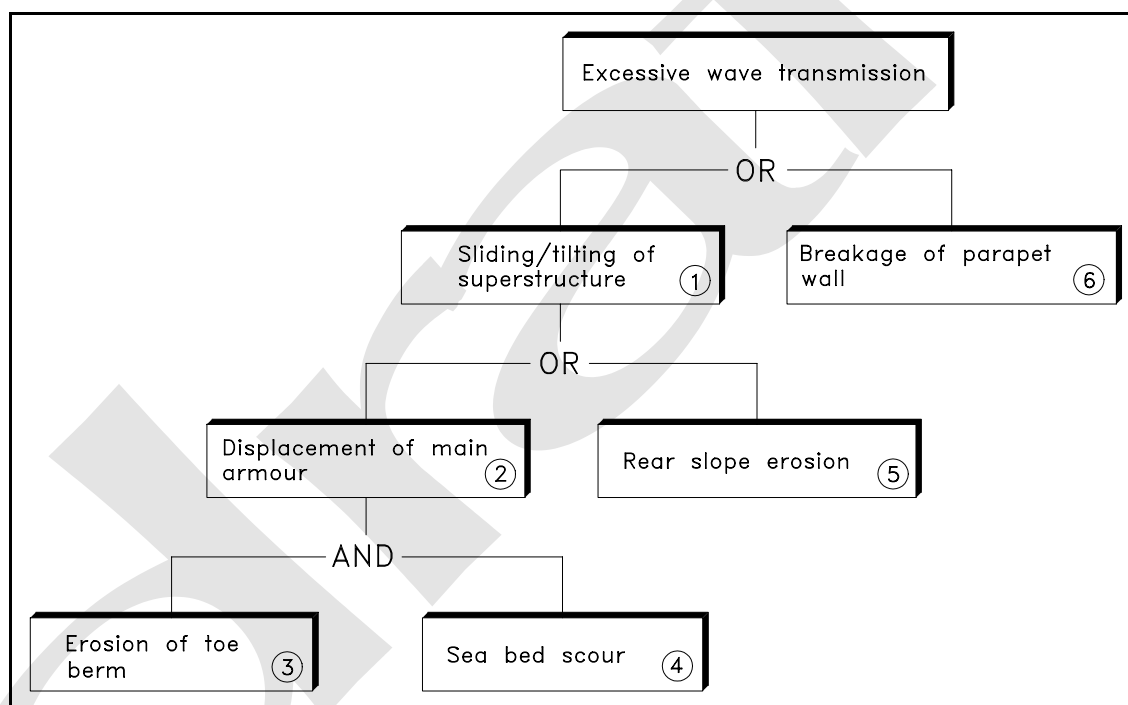 Excessive wave transmission
OR
Sliding/tilting of
superstructure
1
Breakage of parapet
wall
6
OR
Displacement of main
armour
2
Rear slope erosion
5
AND
Erosion of toe
berm
3
Sea bed scour
4